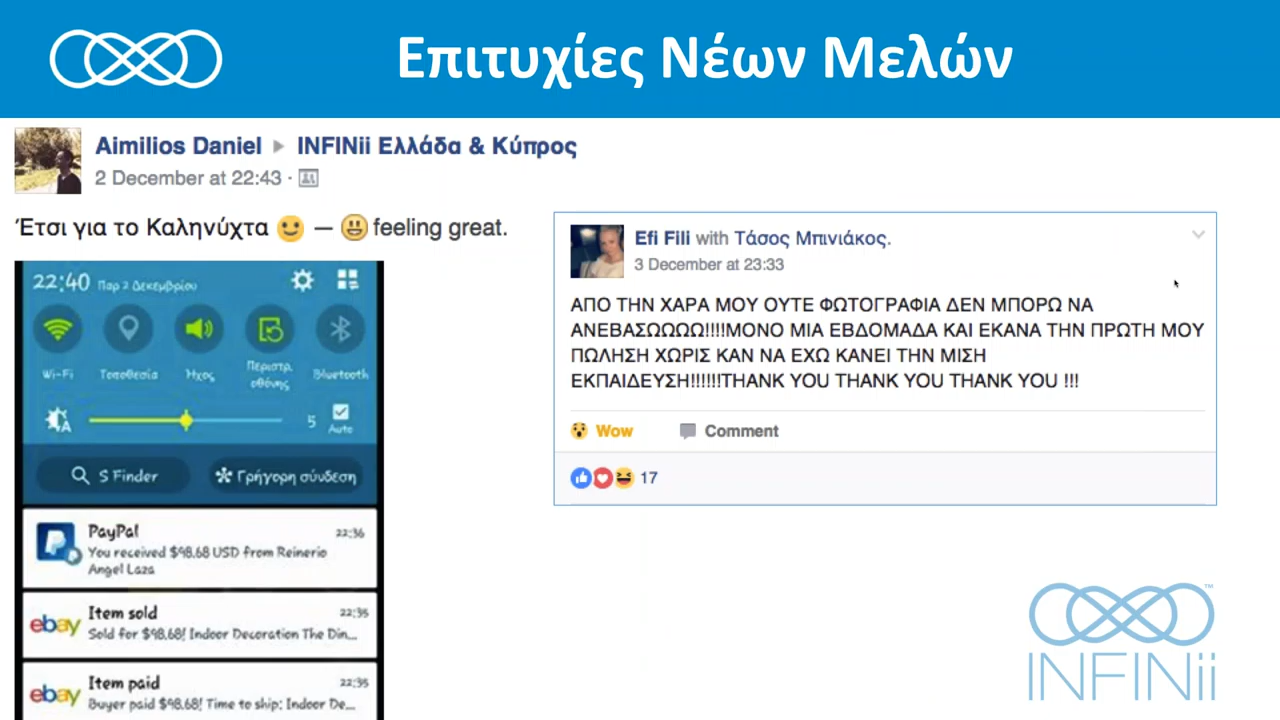 Επιτυχίες Νέων Μελών
Aimilios Daniel ▶ INFINii Ελλάδα & Κύπρος
2 December at 22:43 ·
Έτσι για το Καληνύχτα 😉 — 😃 feeling great.
22:40 Παρ 2 Δεκεμβρίου
Wi-Fi Τοποθεσία Ήχος Περιστρ. οθόνης Bluetooth
5 Auto
S Finder Γρήγορη σύνδεση
PayPal 22:36
You received $98.68 USD from Reinerio
Angel Laza
ebay Item sold 22:35
Sold for $98.68! Indoor Decoration The Din...
ebay Item paid 22:35
Buyer paid $98.68! Time to ship: Indoor De...
Efi Fili with Τάσος Μπινιάκος.
3 December at 23:33
ΑΠΟ ΤΗΝ ΧΑΡΑ ΜΟΥ ΟΥΤΕ ΦΩΤΟΓΡΑΦΙΑ ΔΕΝ ΜΠΟΡΩ ΝΑ
ΑΝΕΒΑΣΩΩΩΩ!!!!ΜΟΝΟ ΜΙΑ ΕΒΔΟΜΑΔΑ ΚΑΙ ΕΚΑΝΑ ΤΗΝ ΠΡΩΤΗ ΜΟΥ
ΠΩΛΗΣΗ ΧΩΡΙΣ ΚΑΝ ΝΑ ΕΧΩ ΚΑΝΕΙ ΤΗΝ ΜΙΣΗ
ΕΚΠΑΙΔΕΥΣΗ!!!!!!THANK YOU THANK YOU THANK YOU !!!
Wow Comment
17
INFINii™